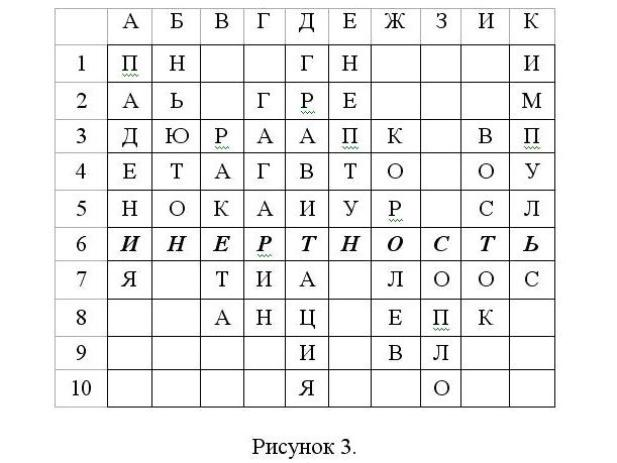 А Б В Г Д Е Ж З И К
1 П Н Г Н И
2 А Ь Г Р Е М
3 Д Ю Р А А П К В П
4 Е Т А Г В Т О О У
5 Н О К А И У Р С Л
6 И Н Е Р Т Н О С Т Ь
7 Я Т И А Л О О С
8 А Н Ц Е П К
9 И В Л
10 Я О
Рисунок 3.